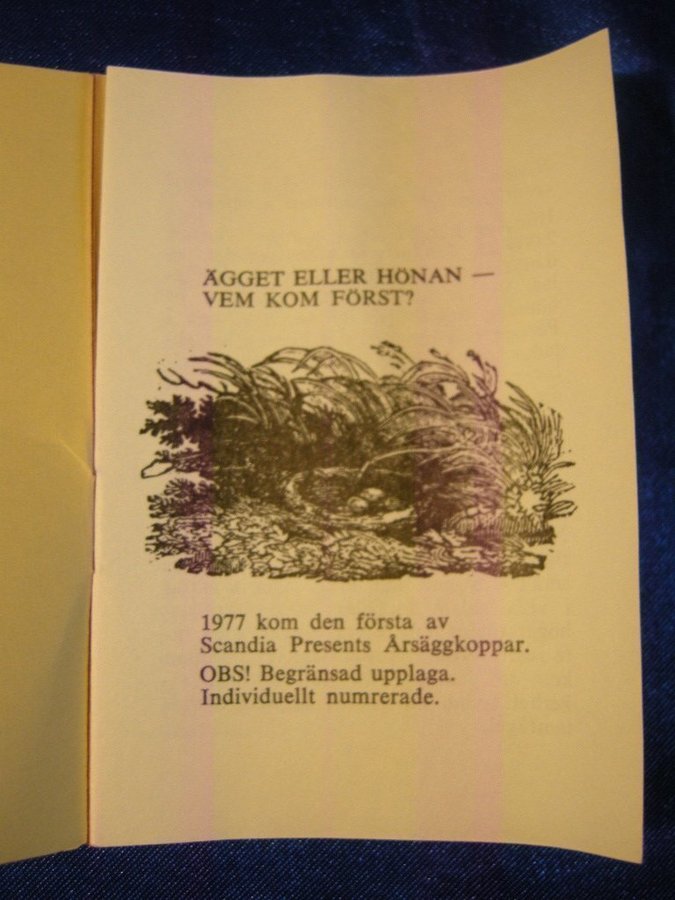 ÄGGET ELLER HÖNAN —
VEM KOM FÖRST?
1977 kom den första av
Scandia Presents Årsäggkoppar.
OBS! Begränsad upplaga.
Individuellt numrerade.